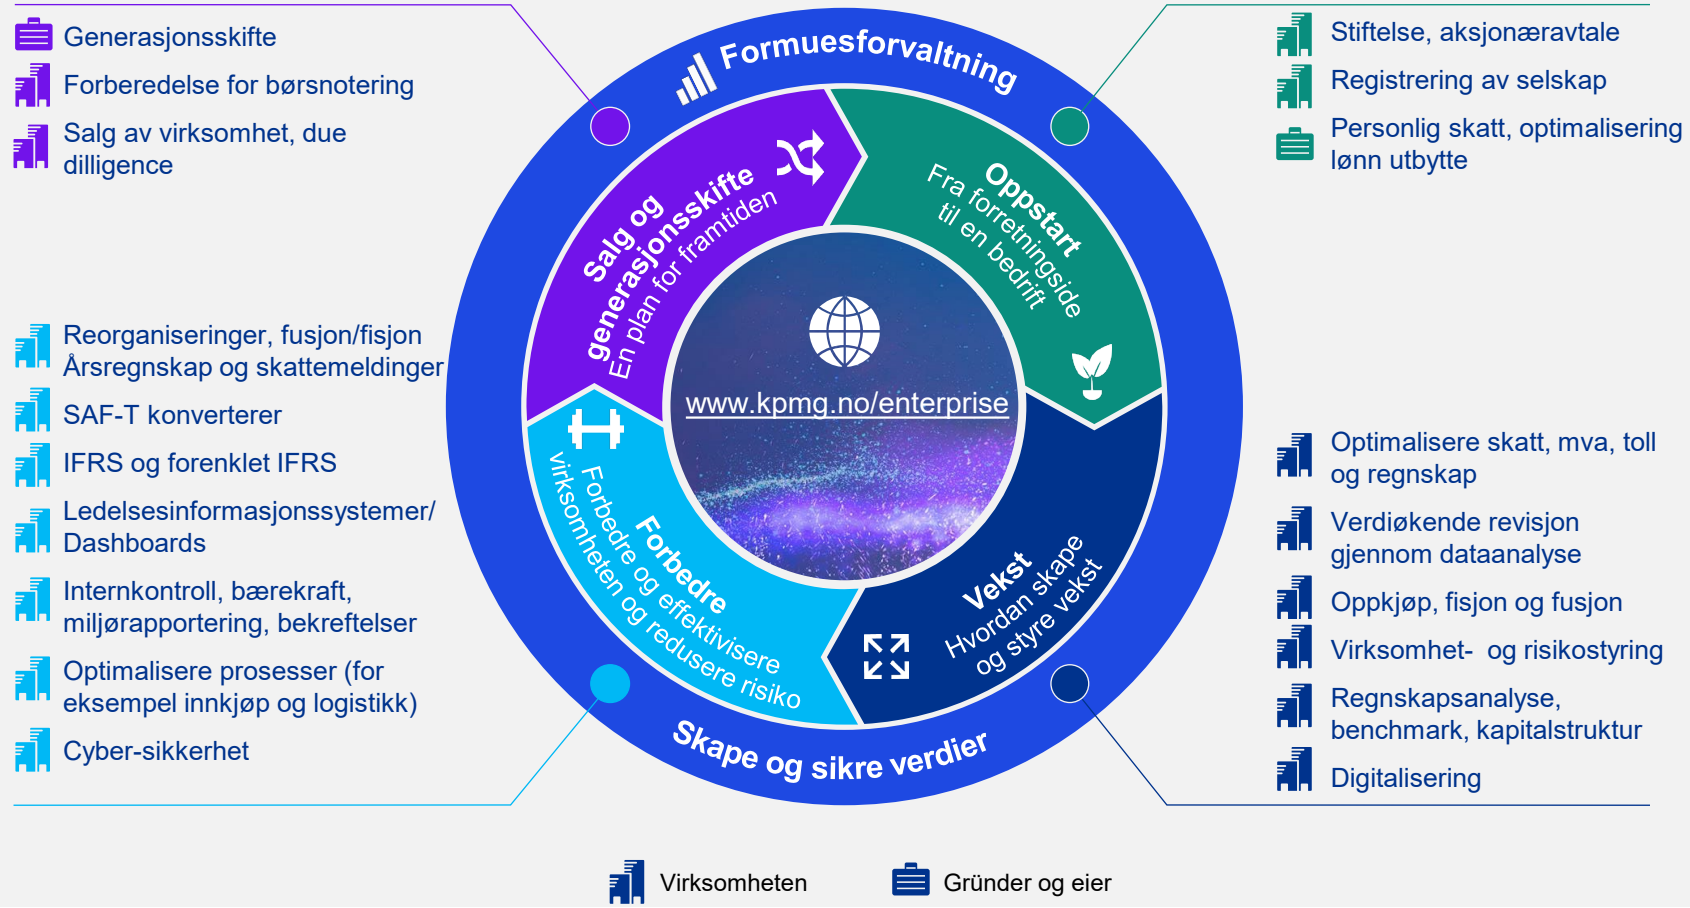 Generasjonsskifte
Forberedelse for børsnotering
Salg av virksomhet, due
dilligence
Formuesforvaltning
Stiftelse, aksjonæravtale
Registrering av selskap
Personlig skatt, optimalisering
lønn utbytte
Salg og
generasjonsskifte
En plan for framtiden
Oppstart
Fra forretningside
til en bedrift
www.kpmg.no/enterprise
Reorganiseringer, fusjon/fisjon
Årsregnskap og skattemeldinger
SAF-T konverterer
IFRS og forenklet IFRS
Ledelsesinformasjonssystemer/
Dashboards
Internkontroll, bærekraft,
miljørapportering, bekreftelser
Optimalisere prosesser (for
eksempel innkjøp og logistikk)
Cyber-sikkerhet
Forbedre
Forbedre og effektivisere
virksomheten og redusere risiko
Vekst
Hvordan skape
og styre vekst
Optimalisere skatt, mva, toll
og regnskap
Verdiøkende revisjon
gjennom dataanalyse
Oppkjøp, fisjon og fusjon
Virksomhet-  og risikostyring
Regnskapsanalyse,
benchmark, kapitalstruktur
Digitalisering
Skape og sikre verdier
Virksomheten
Gründer og eier